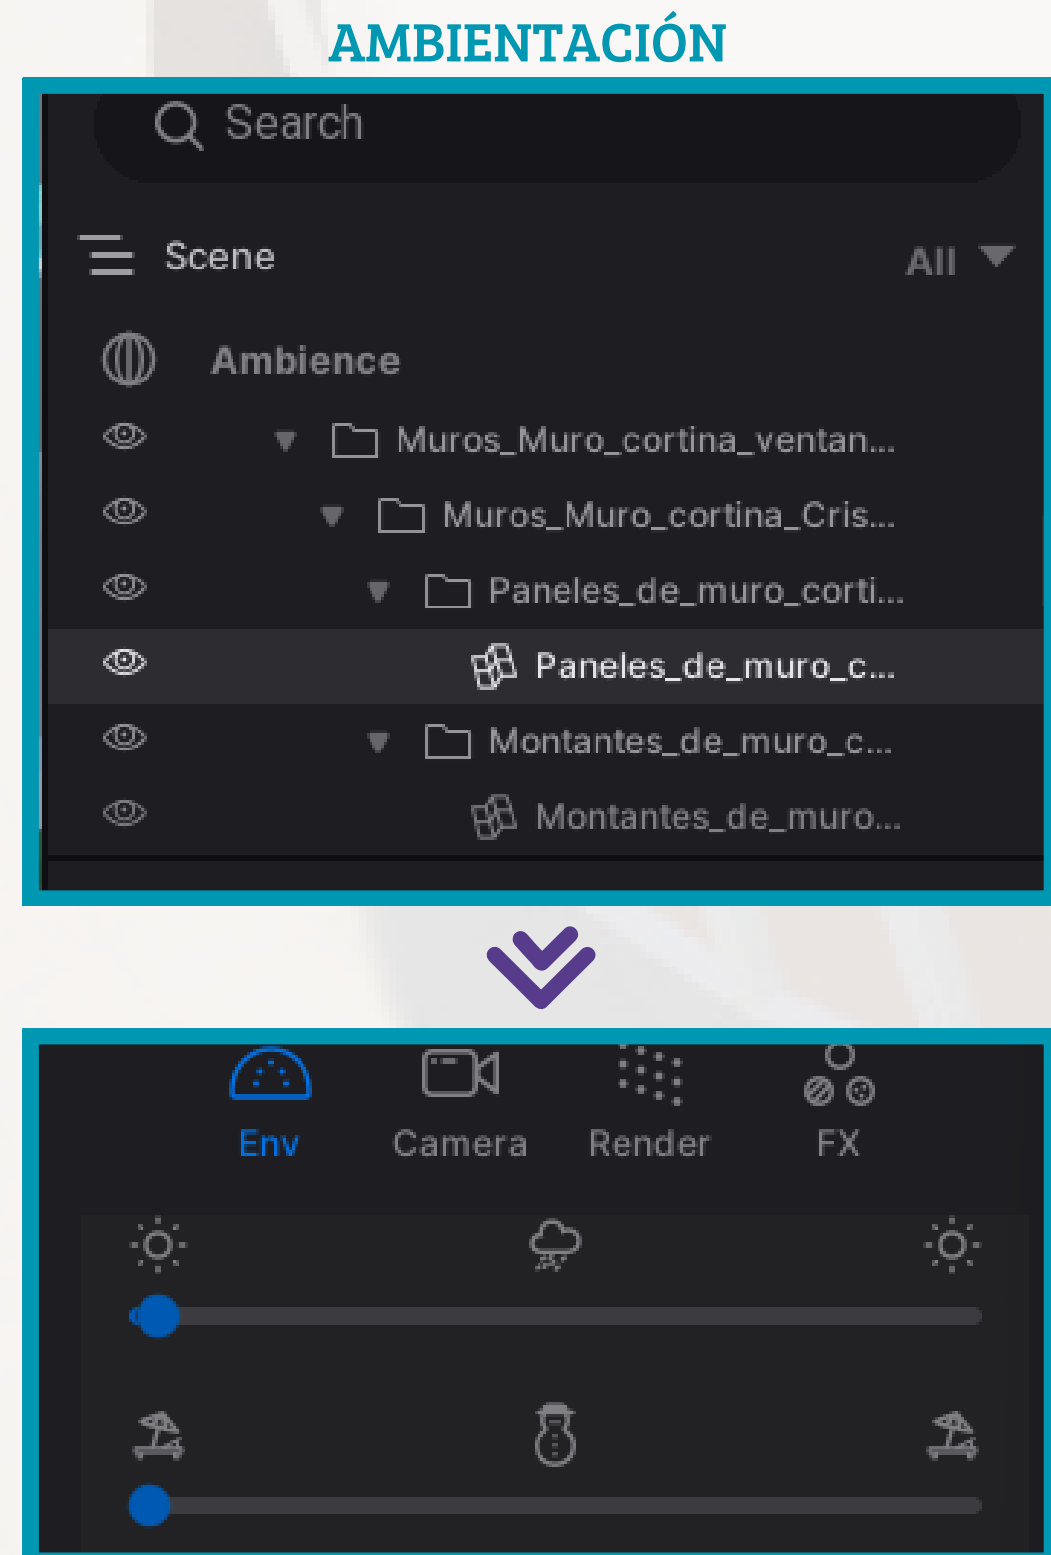 AMBIENTACIÓN
Search
Scene
All
Ambience
Muros_Muro_cortina_ventan...
Muros_Muro_cortina_Cris...
Paneles_de_muro_corti...
Paneles_de_muro_c...
Montantes_de_muro_c...
Montantes_de_muro...
Env Camera Render FX